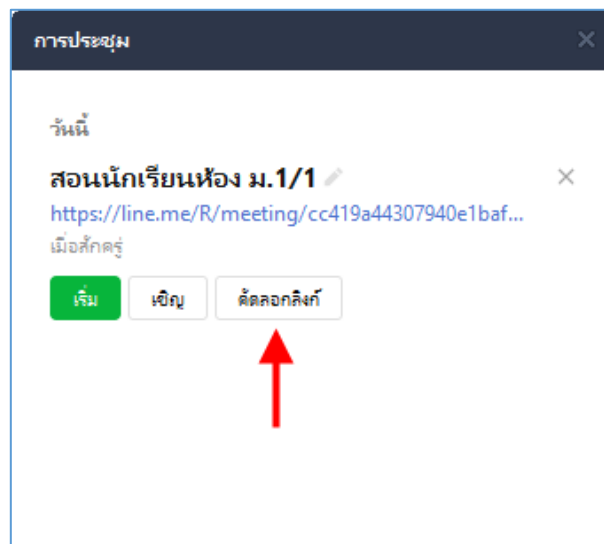 การประชุม
วันนี้
สอนนักเรียนห้อง ม.1/1
https://line.me/R/meeting/cc419a44307940e1baf...
เมื่อสักครู่
เริ่ม เชิญ คัดลอกลิงก์